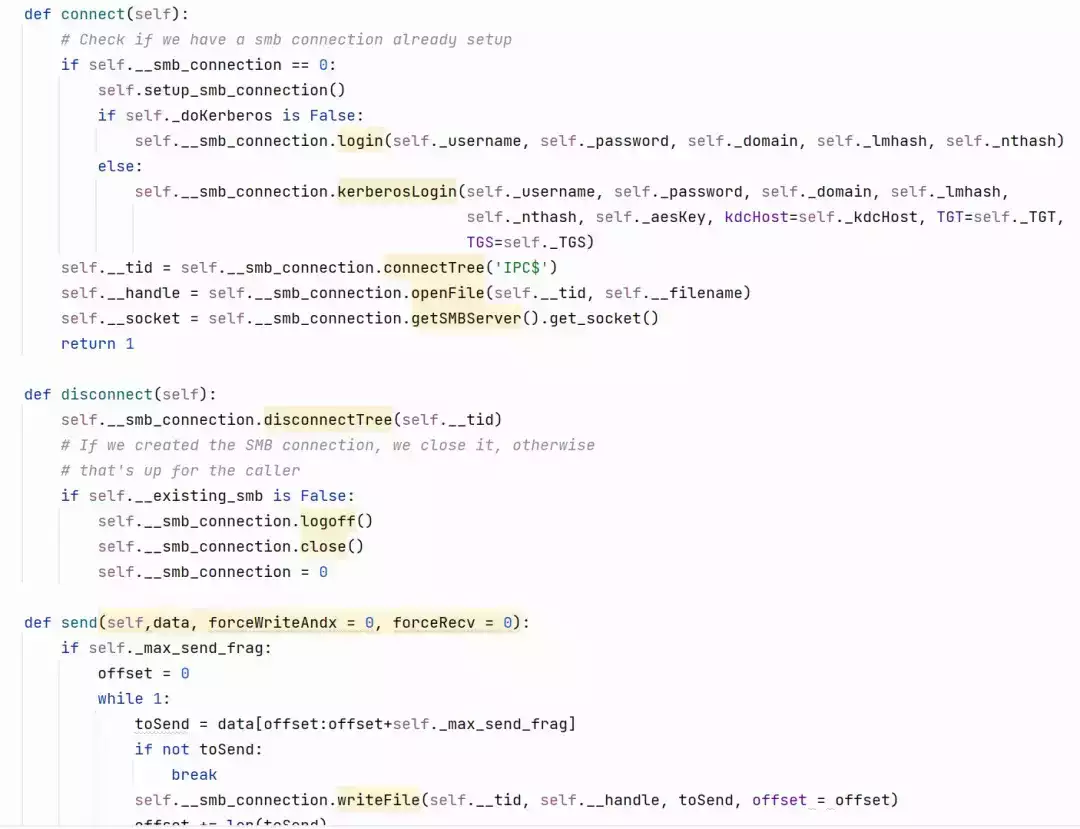 def connect(self):
    # Check if we have a smb connection already setup
    if self.__smb_connection == 0:
        self.setup_smb_connection()
        if self._doKerberos is False:
            self.__smb_connection.login(self._username, self._password, self._domain, self._lmhash, self._nthash)
        else:
            self.__smb_connection.kerberosLogin(self._username, self._password, self._domain, self._lmhash,
                                                self._nthash, self._aesKey, kdcHost=self._kdcHost, TGT=self._TGT,
                                                TGS=self._TGS)
    self.__tid = self.__smb_connection.connectTree('IPC$')
    self.__handle = self.__smb_connection.openFile(self.__tid, self.__filename)
    self.__socket = self.__smb_connection.getSMBServer().get_socket()
    return 1

def disconnect(self):
    self.__smb_connection.disconnectTree(self.__tid)
    # If we created the SMB connection, we close it, otherwise
    # that's up for the caller
    if self.__existing_smb is False:
        self.__smb_connection.logoff()
        self.__smb_connection.close()
        self.__smb_connection = 0

def send(self,data, forceWriteAndx = 0, forceRecv = 0):
    if self._max_send_frag:
        offset = 0
        while 1:
            toSend = data[offset:offset+self._max_send_frag]
            if not toSend:
                break
            self.__smb_connection.writeFile(self.__tid, self.__handle, toSend, offset = offset)
            offset += len(toSend)